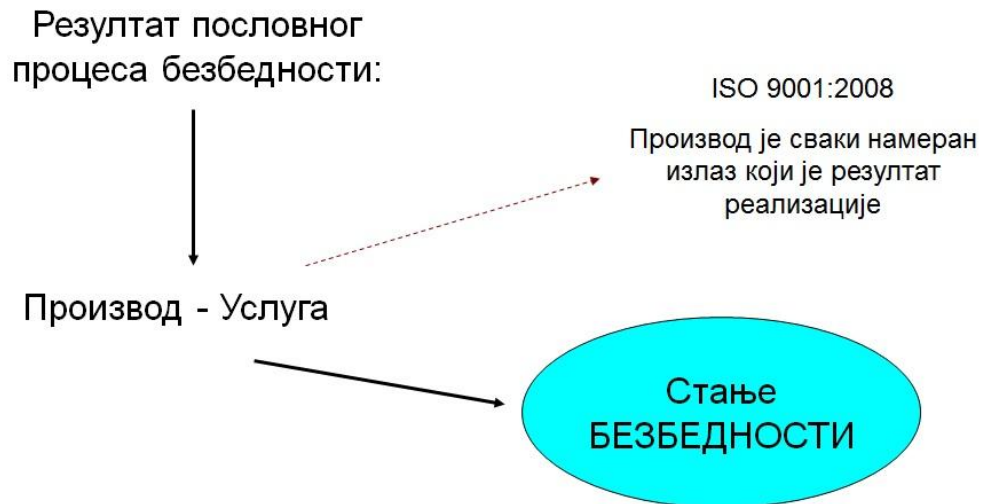 Резултат пословног
процеса безбедности:
ISO 9001:2008
Производ је сваки намеран
излаз који је резултат
реализације
Производ - Услуга
Стање
БЕЗБЕДНОСТИ